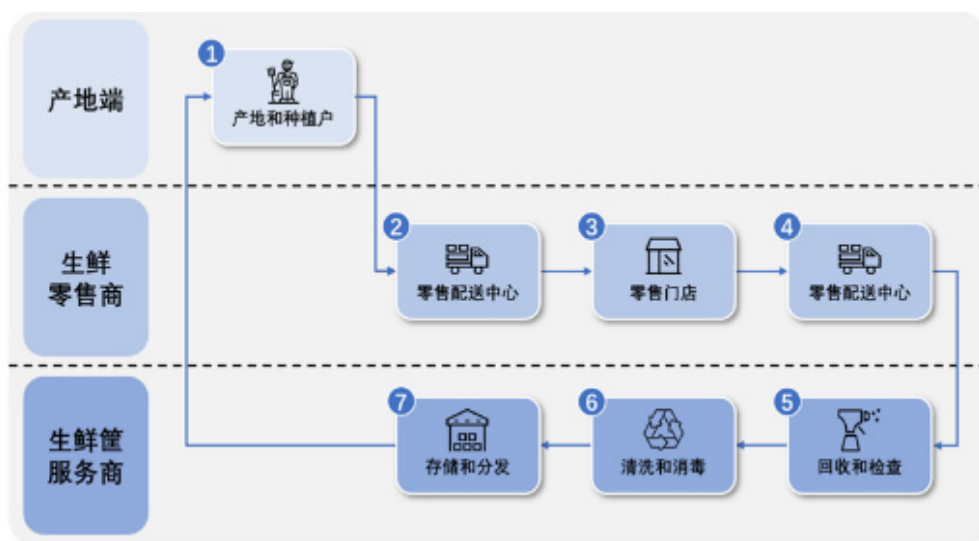 产地端
1
产地和种植户
生鲜
零售商
2
零售配送中心
3
零售门店
4
零售配送中心
生鲜筐
服务商
7
存储和分发
6
清洗和消毒
5
回收和检查